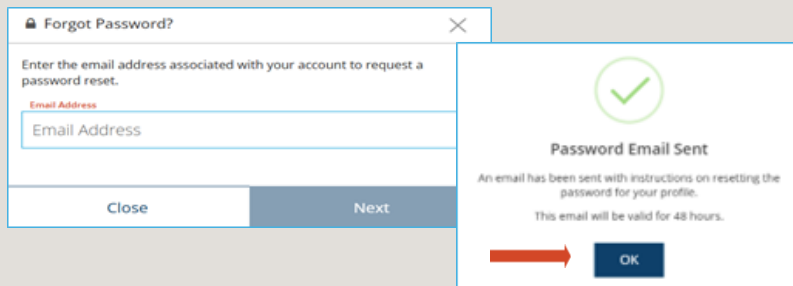 Forgot Password?
Enter the email address associated with your account to request a
password reset.
Email Address
Email Address
Close
Next
Password Email Sent
An email has been sent with instructions on resetting the
password for your profile.
This email will be valid for 48 hours.
OK